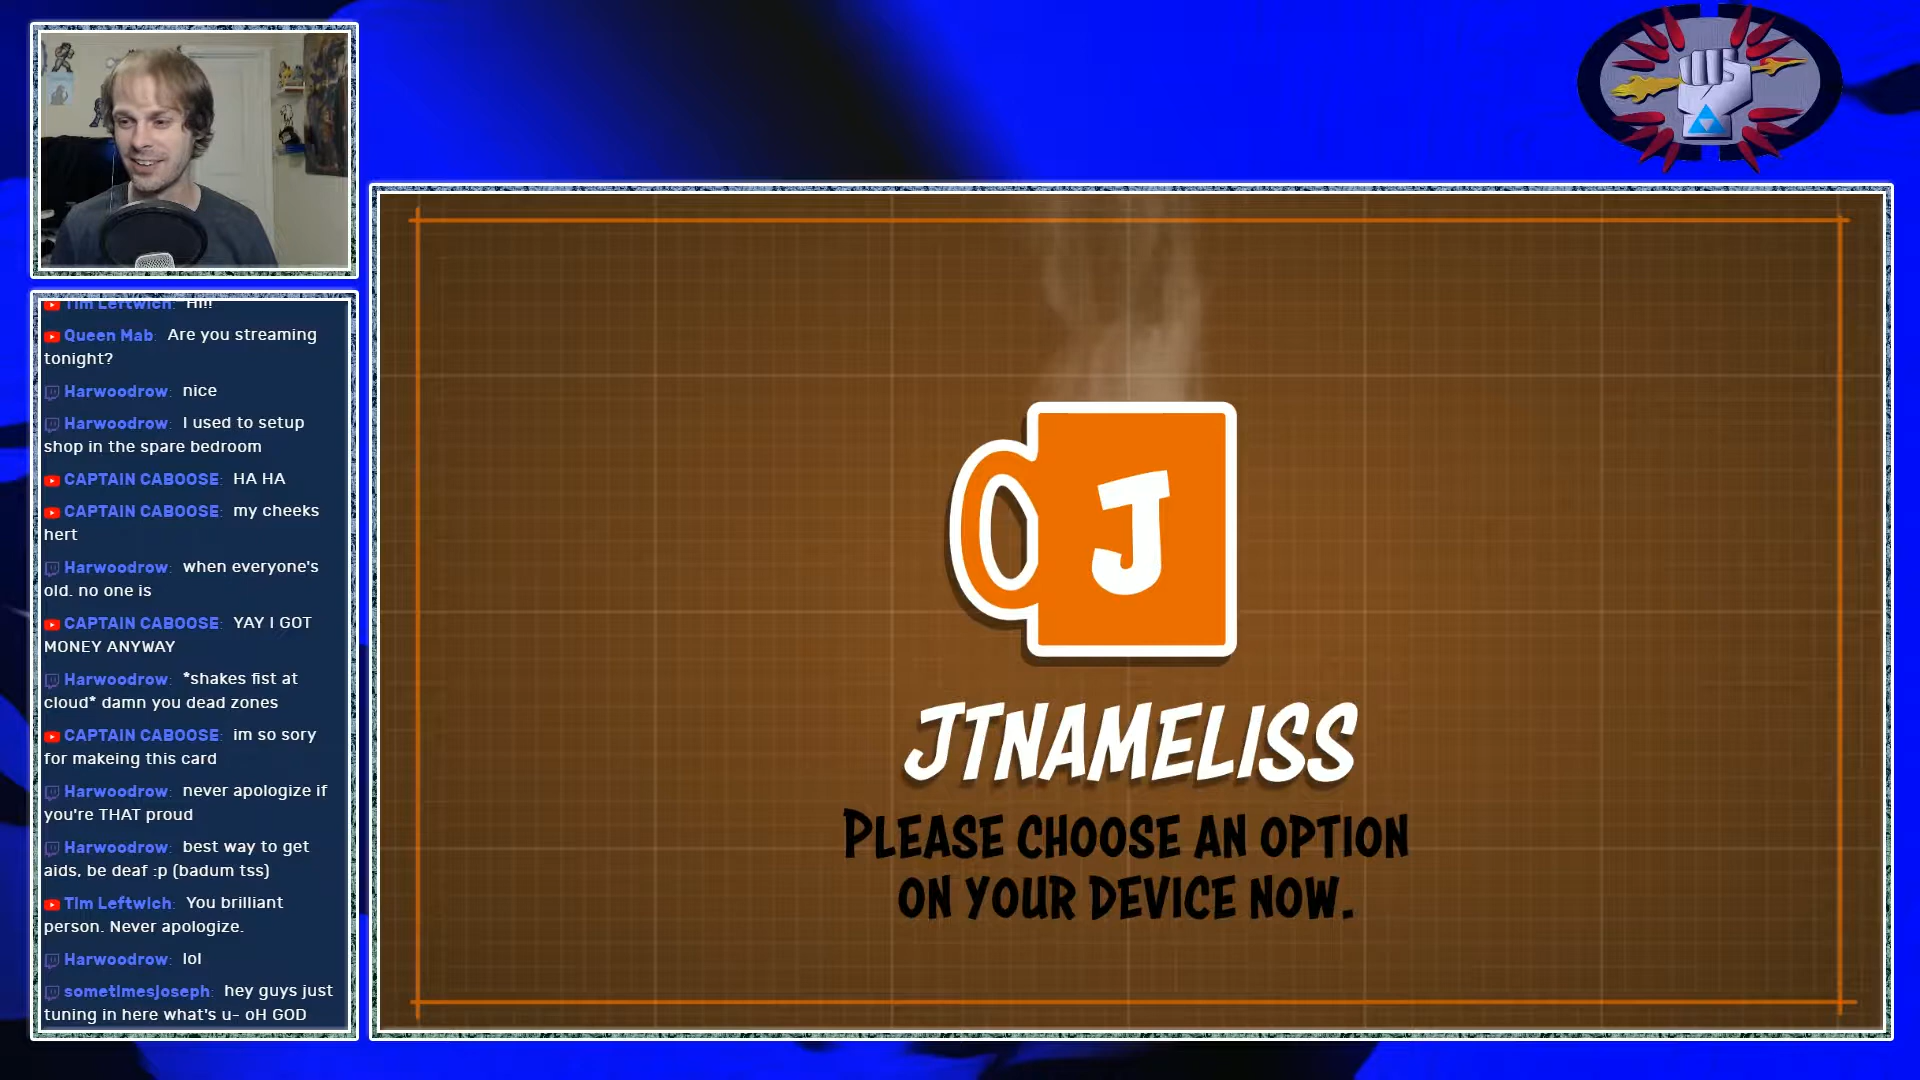 Tim Leftwich: Hi!!
Queen Mab: Are you streaming
tonight?
Harwoodrow: nice
Harwoodrow: I used to setup
shop in the spare bedroom
CAPTAIN CABOOSE: HA HA
CAPTAIN CABOOSE: my cheeks
hert
Harwoodrow: when everyone's
old. no one is
CAPTAIN CABOOSE: YAY I GOT
MONEY ANYWAY
Harwoodrow: *shakes fist at
cloud* damn you dead zones
CAPTAIN CABOOSE: im so sory
for makeing this card
Harwoodrow: never apologize if
you're THAT proud
Harwoodrow: best way to get
aids, be deaf :p (badum tss)
Tim Leftwich: You brilliant
person. Never apologize.
Harwoodrow: lol
sometimesjoseph: hey guys just
tuning in here what's u- oH GOD
J
JTNAMELISS
PLEASE CHOOSE AN OPTION
ON YOUR DEVICE NOW.